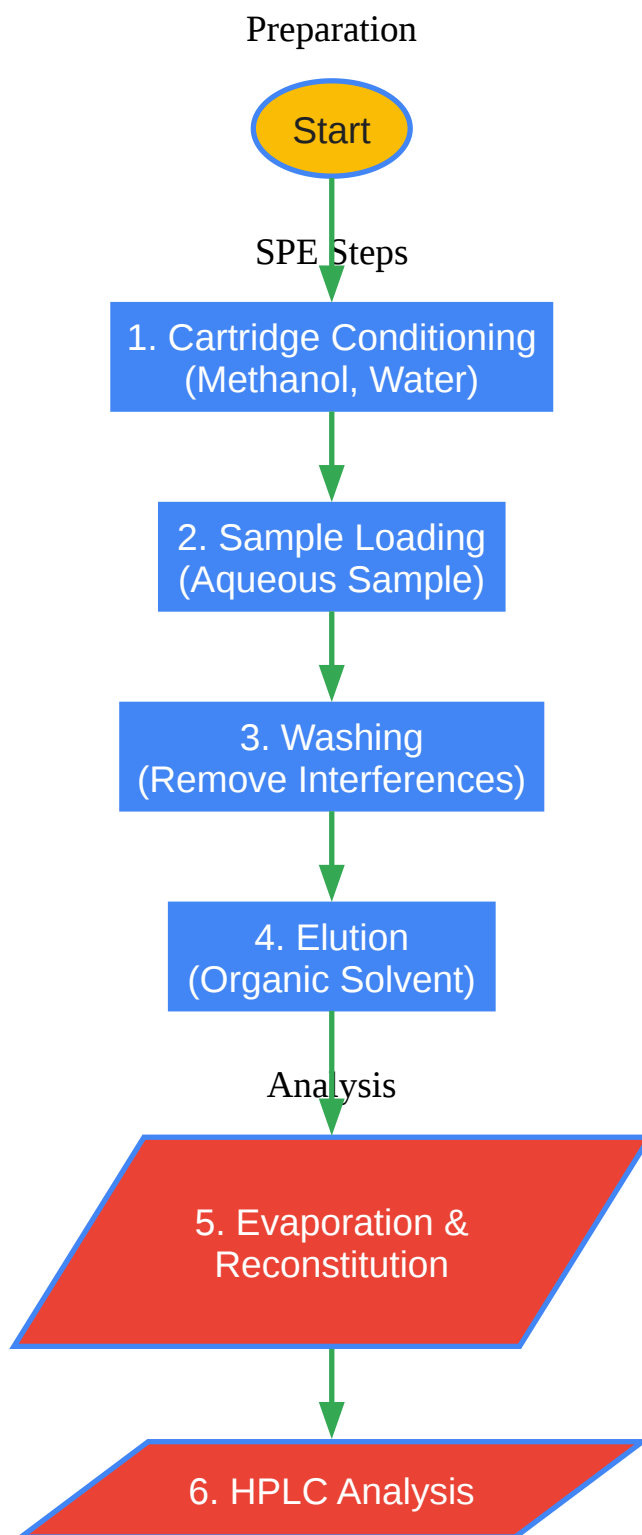 Preparation
Start
SPE Steps
1. Cartridge Conditioning
(Methanol, Water)
2. Sample Loading
(Aqueous Sample)
3. Washing
(Remove Interferences)
4. Elution
(Organic Solvent)
Analysis
5. Evaporation &
Reconstitution
6. HPLC Analysis